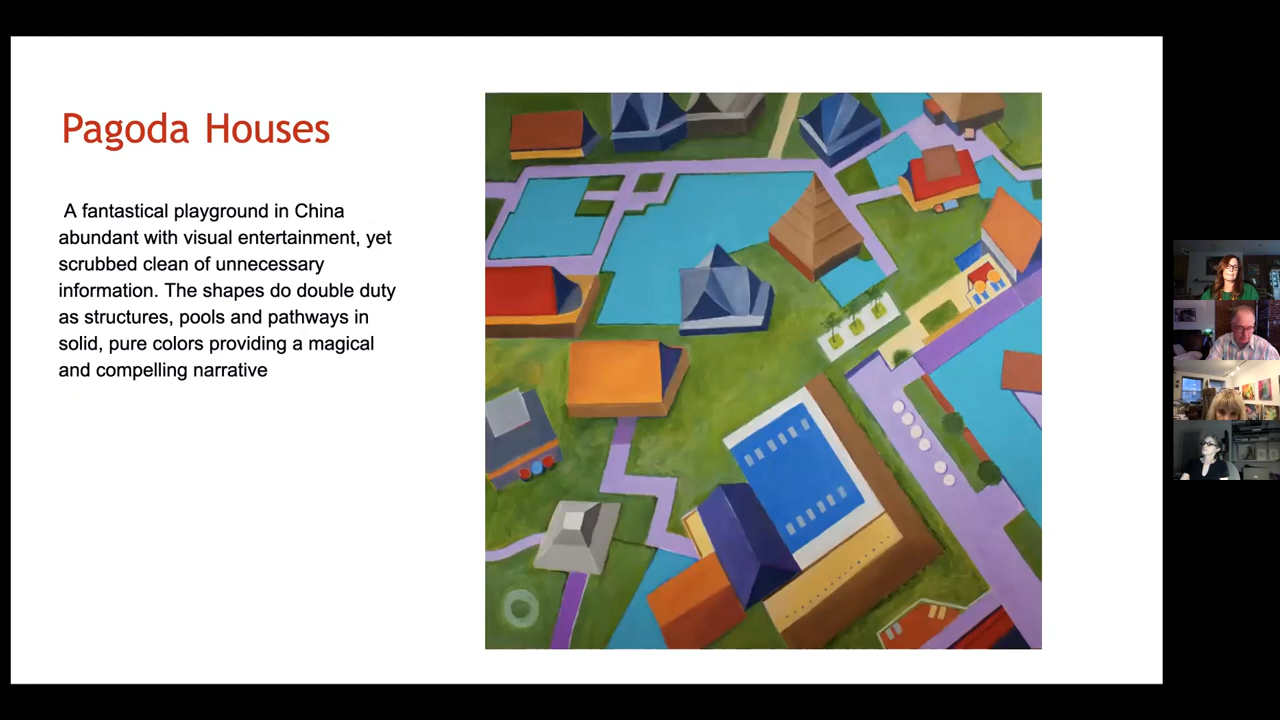 Pagoda Houses
A fantastical playground in China
abundant with visual entertainment, yet
scrubbed clean of unnecessary
information. The shapes do double duty
as structures, pools and pathways in
solid, pure colors providing a magical
and compelling narrative